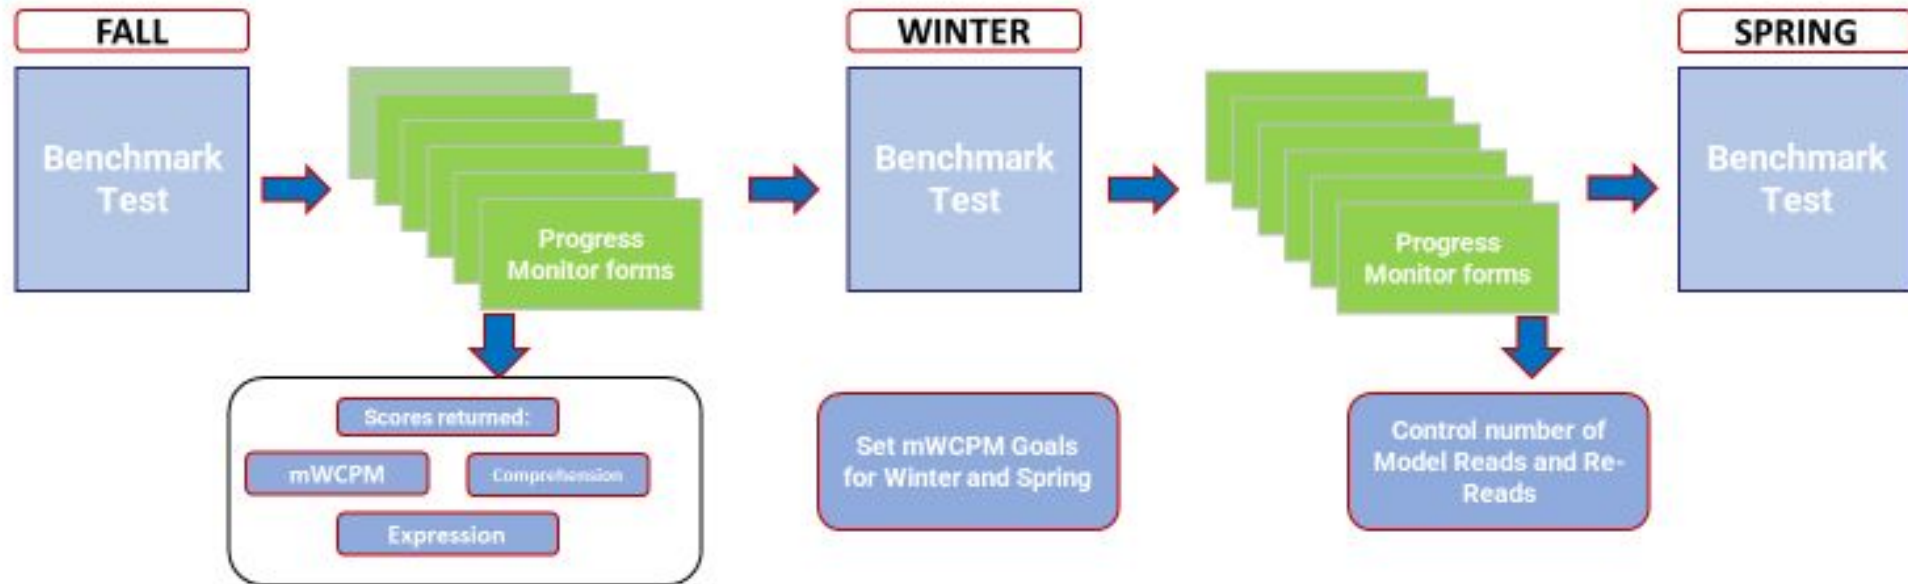 FALL
WINTER
SPRING
Benchmark
Test
Progress
Monitor forms
Benchmark
Test
Progress
Monitor forms
Benchmark
Test
Scores returned:
mWCPM
Comprehension
Expression
Set mWCPM Goals
for Winter and Spring
Control number of
Model Reads and Re-
Reads